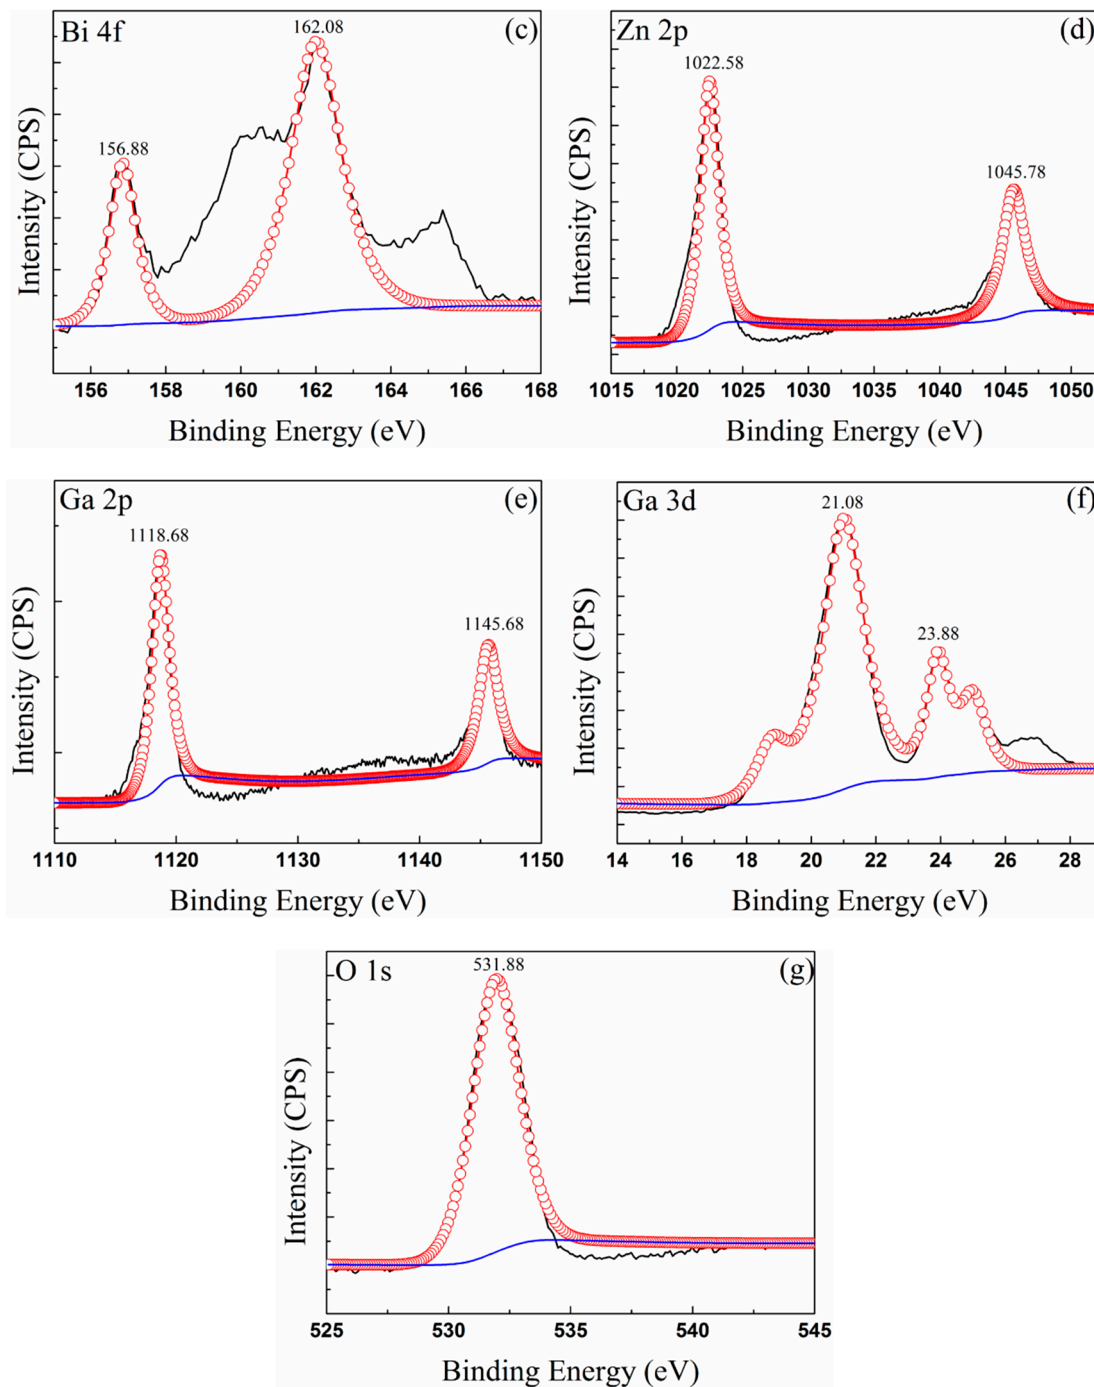 Bi 4f
(c)
162.08
156.88
Intensity (CPS)
156 158 160 162 164 166 168
Binding Energy (eV)
Zn 2p
(d)
1022.58
1045.78
Intensity (CPS)
1015 1020 1025 1030 1035 1040 1045 1050
Binding Energy (eV)
Ga 2p
(e)
1118.68
1145.68
Intensity (CPS)
1110 1120 1130 1140 1150
Binding Energy (eV)
Ga 3d
(f)
21.08
23.88
Intensity (CPS)
14 16 18 20 22 24 26 28
Binding Energy (eV)
O 1s
(g)
531.88
Intensity (CPS)
525 530 535 540 545
Binding Energy (eV)